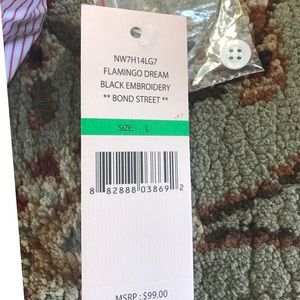 NW7H14LG7
FLAMINGO DREAM
BLACK EMBROIDERY
** BOND STREET **
SIZE: L
8 82888 03869 2
MSRP : $99.00